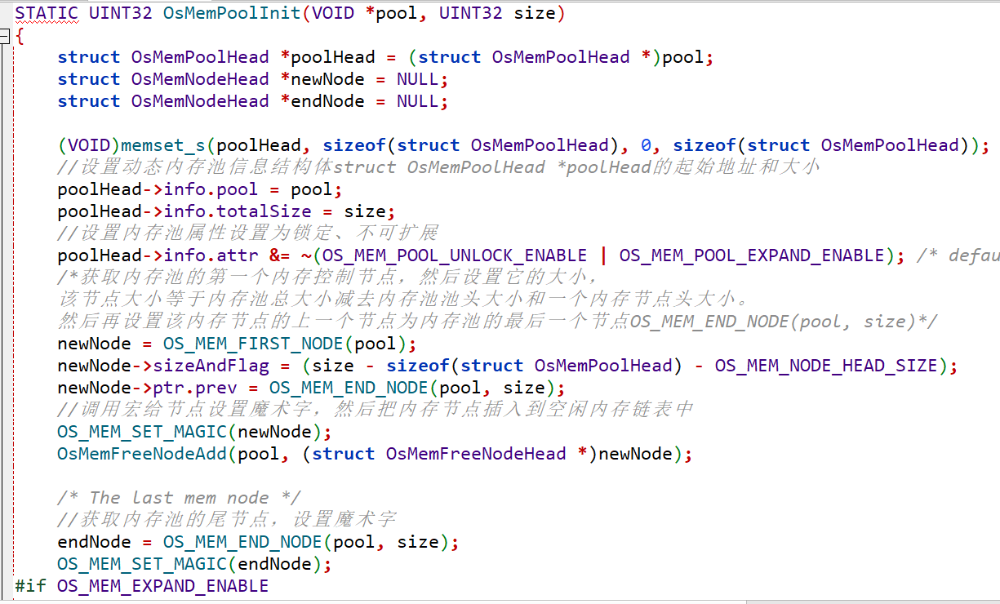 STATIC UINT32 OsMemPoolInit(VOID *pool, UINT32 size)
{
    struct OsMemPoolHead *poolHead = (struct OsMemPoolHead *)pool;
    struct OsMemNodeHead *newNode = NULL;
    struct OsMemNodeHead *endNode = NULL;

    (VOID)memset_s(poolHead, sizeof(struct OsMemPoolHead), 0, sizeof(struct OsMemPoolHead));
    //设置动态内存池信息结构体struct OsMemPoolHead *poolHead的起始地址和大小
    poolHead->info.pool = pool;
    poolHead->info.totalSize = size;
    //设置内存池属性设置为锁定、不可扩展
    poolHead->info.attr &= ~(OS_MEM_POOL_UNLOCK_ENABLE | OS_MEM_POOL_EXPAND_ENABLE); /* defau
    /*获取内存池的第一个内存控制节点，然后设置它的大小，
    该节点大小等于内存池总大小减去内存池池头大小和一个内存节点头大小。
    然后再设置该内存节点的上一个节点为内存池的最后一个节点OS_MEM_END_NODE(pool, size)*/
    newNode = OS_MEM_FIRST_NODE(pool);
    newNode->sizeAndFlag = (size - sizeof(struct OsMemPoolHead) - OS_MEM_NODE_HEAD_SIZE);
    newNode->ptr.prev = OS_MEM_END_NODE(pool, size);
    //调用宏给节点设置魔术字，然后把内存节点插入到空闲内存链表中
    OS_MEM_SET_MAGIC(newNode);
    OsMemFreeNodeAdd(pool, (struct OsMemFreeNodeHead *)newNode);

    /* The last mem node */
    //获取内存池的尾节点，设置魔术字
    endNode = OS_MEM_END_NODE(pool, size);
    OS_MEM_SET_MAGIC(endNode);
#if OS_MEM_EXPAND_ENABLE